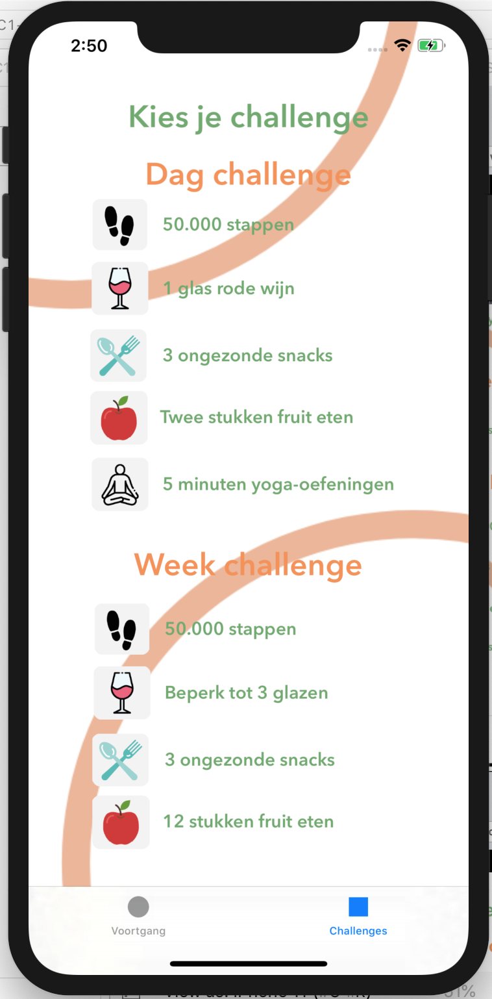 2:50
Kies je challenge
Dag challenge
50.000 stappen
1 glas rode wijn
3 ongezonde snacks
Twee stukken fruit eten
5 minuten yoga-oefeningen
Week challenge
50.000 stappen
Beperk tot 3 glazen
3 ongezonde snacks
12 stukken fruit eten
Voortgang
Challenges